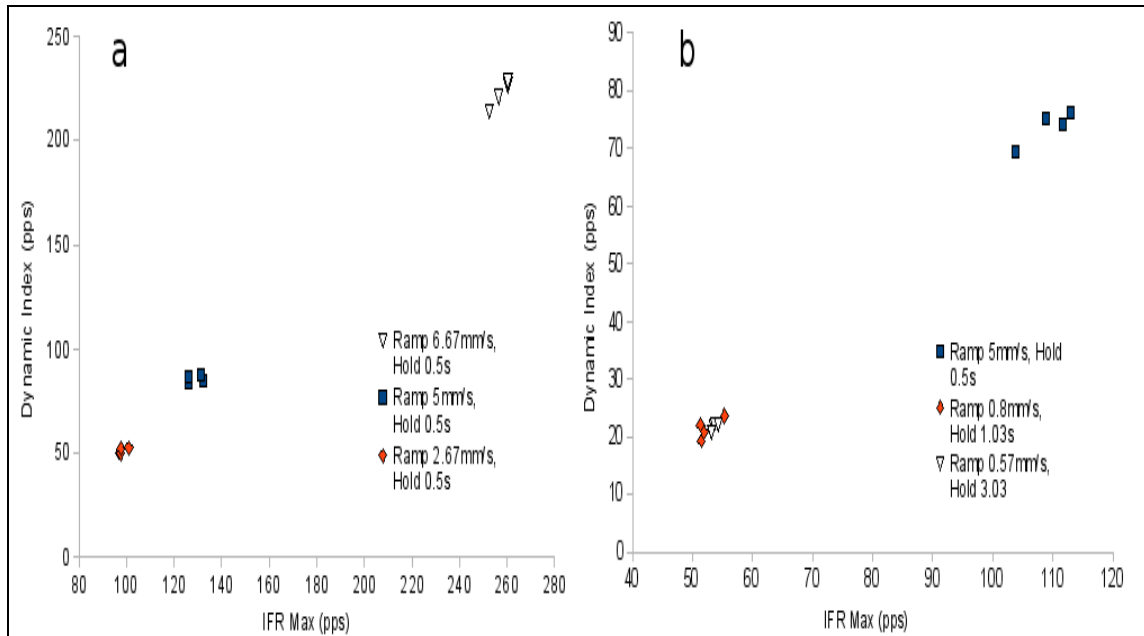 a
250
200
150
100
50
0
Dynamic Index (pps)
80 100 120 140 160 180 200 220 240 260 280
IFR Max (pps)
Ramp 6.67mm/s,
Hold 0.5s
Ramp 5mm/s,
Hold 0.5s
Ramp 2.67mm/s,
Hold 0.5s
b
90
80
70
60
50
40
30
20
10
0
Dynamic Index (pps)
40 50 60 70 80 90 100 110 120
IFR Max (pps)
Ramp 5mm/s, Hold
0.5s
Ramp 0.8mm/s,
Hold 1.03s
Ramp 0.57mm/s,
Hold 3.03